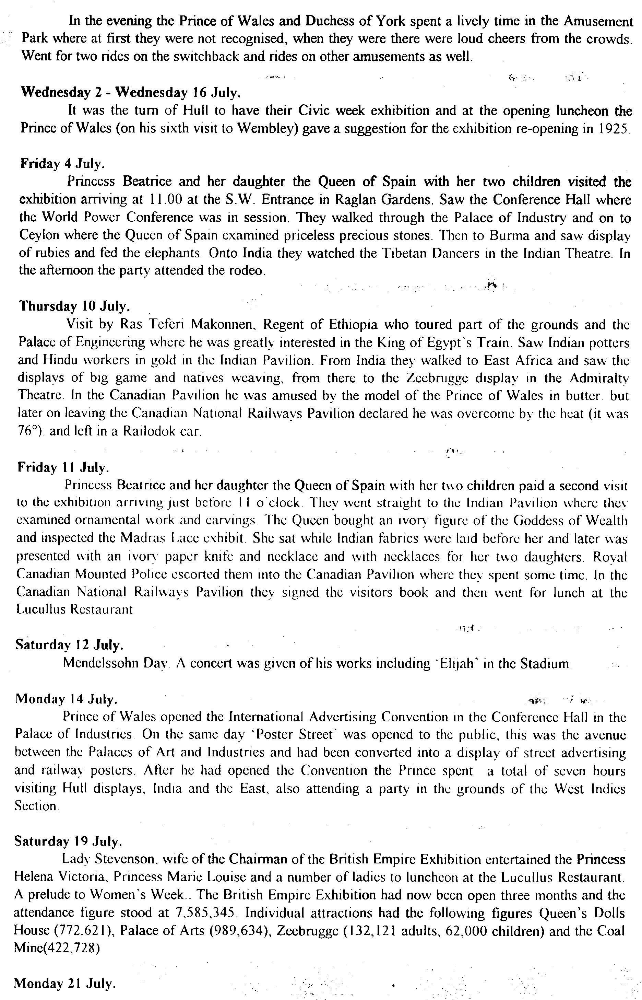 In the evening the Prince of Wales and Duchess of York spent a lively time in the Amusement
Park where at first they were not recognised, when they were there were loud cheers from the crowds.
Went for two rides on the switchback and rides on other amusements as well.
Wednesday 2 - Wednesday 16 July.
It was the turn of Hull to have their Civic week exhibition and at the opening luncheon the
Prince of Wales (on his sixth visit to Wembley) gave a suggestion for the exhibition re-opening in 1925.
Friday 4 July.
Princess Beatrice and her daughter the Queen of Spain with her two children visited the
exhibition arriving at 11.00 at the S.W. Entrance in Raglan Gardens. Saw the Conference Hall where
the World Power Conference was in session. They walked through the Palace of Industry and on to
Ceylon where the Queen of Spain examined priceless precious stones. Then to Burma and saw display
of rubies and fed the elephants. Onto India they watched the Tibetan Dancers in the Indian Theatre. In
the afternoon the party attended the rodeo.
Thursday 10 July.
Visit by Ras Teferi Makonnen, Regent of Ethiopia who toured part of the grounds and the
Palace of Engineering where he was greatly interested in the King of Egypt's Train. Saw Indian potters
and Hindu workers in gold in the Indian Pavilion. From India they walked to East Africa and saw the
displays of big game and natives weaving, from there to the Zeebrugge display in the Admiralty
Theatre. In the Canadian Pavilion he was amused by the model of the Prince of Wales in butter. but
later on leaving the Canadian National Railways Pavilion declared he was overcome by the heat (it was
76°). and left in a Railodok car.
Friday 11 July.
Princess Beatrice and her daughter the Queen of Spain with her two children paid a second visit
to the exhibition arriving just before 11 o'clock. They went straight to the Indian Pavilion where they
examined ornamental work and carvings. The Queen bought an ivory figure of the Goddess of Wealth
and inspected the Madras Lace exhibit. She sat while Indian fabrics were laid before her and later was
presented with an ivory paper knife and necklace and with necklaces for her two daughters. Royal
Canadian Mounted Police escorted them into the Canadian Pavilion where they spent some time. In the
Canadian National Railways Pavilion they signed the visitors book and then went for lunch at the
Lucullus Restaurant
Saturday 12 July.
Mendelssohn Day. A concert was given of his works including 'Elijah' in the Stadium.
Monday 14 July.
Prince of Wales opened the International Advertising Convention in the Conference Hall in the
Palace of Industries. On the same day 'Poster Street' was opened to the public, this was the avenue
between the Palaces of Art and Industries and had been converted into a display of street advertising
and railway posters. After he had opened the Convention the Prince spent a total of seven hours
visiting Hull displays, India and the East, also attending a party in the grounds of the West Indies
Section.
Saturday 19 July.
Lady Stevenson, wife of the Chairman of the British Empire Exhibition entertained the Princess
Helena Victoria, Princess Marie Louise and a number of ladies to luncheon at the Lucullus Restaurant.
A prelude to Women's Week.. The British Empire Exhibition had now been open three months and the
attendance figure stood at 7,585,345. Individual attractions had the following figures Queen's Dolls
House (772,621), Palace of Arts (989,634), Zeebrugge (132,121 adults, 62,000 children) and the Coal
Mine(422,728)
Monday 21 July.